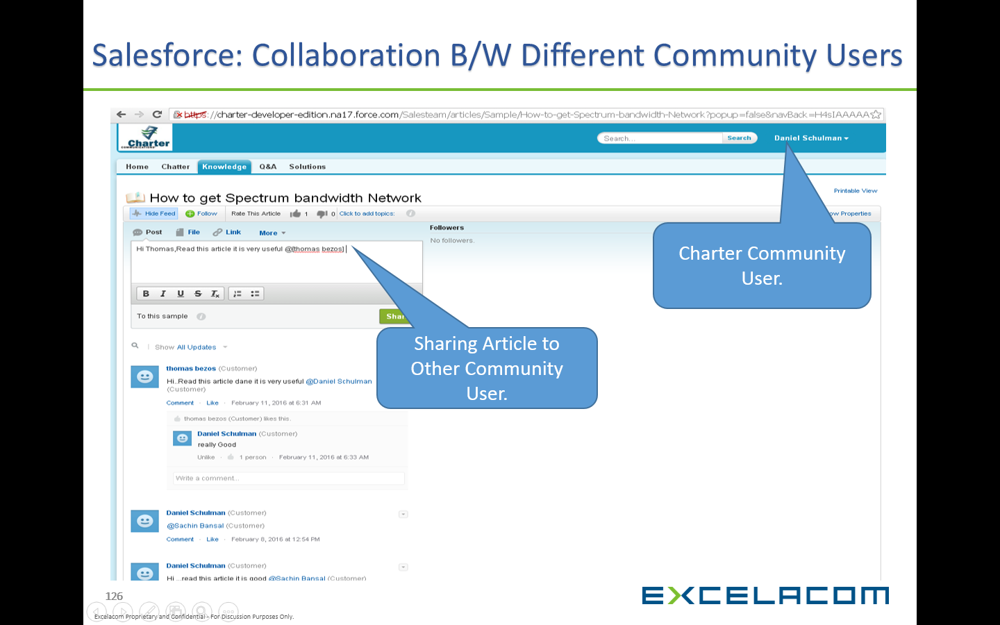 Salesforce: Collaboration B/W Different Community Users
https://charter-developer-edition.na17.force.com/Salesteam/articles/Sample/How-to-get-Spectrum-bandwidth-Network?popup=false&navBack=H4sIAAAAA
Charter
COMMUNICATIONS
Search...
Search
Daniel Schulman
Home Chatter Knowledge Q&A Solutions
Printable View
How to get Spectrum bandwidth Network
Hide Feed Follow Rate This Article 1 0 Click to add topics:
Properties
Post File Link More
Followers
No followers.
Hi Thomas,Read this article it is very useful @[thomas bezos]
Charter Community
User.
B I U S Tx
To this sample
Sharing Article to
Other Community
User.
Show All Updates
thomas bezos (Customer)
Hi..Read this article dane it is very useful @Daniel Schulman
(Customer)
Comment · Like · February 11, 2016 at 6:31 AM
thomas bezos (Customer) likes this.
Daniel Schulman (Customer)
really Good
Unlike · 1 person · February 11, 2016 at 6:33 AM
Write a comment...
Daniel Schulman (Customer)
@Sachin Bansal (Customer)
Comment · Like · February 8, 2016 at 12:54 PM
Daniel Schulman (Customer)
Hi ...read this article it is good @Sachin Bansal (Customer)
126
EXCELACOM
Excelacom Proprietary and Confidential - For Discussion Purposes Only.